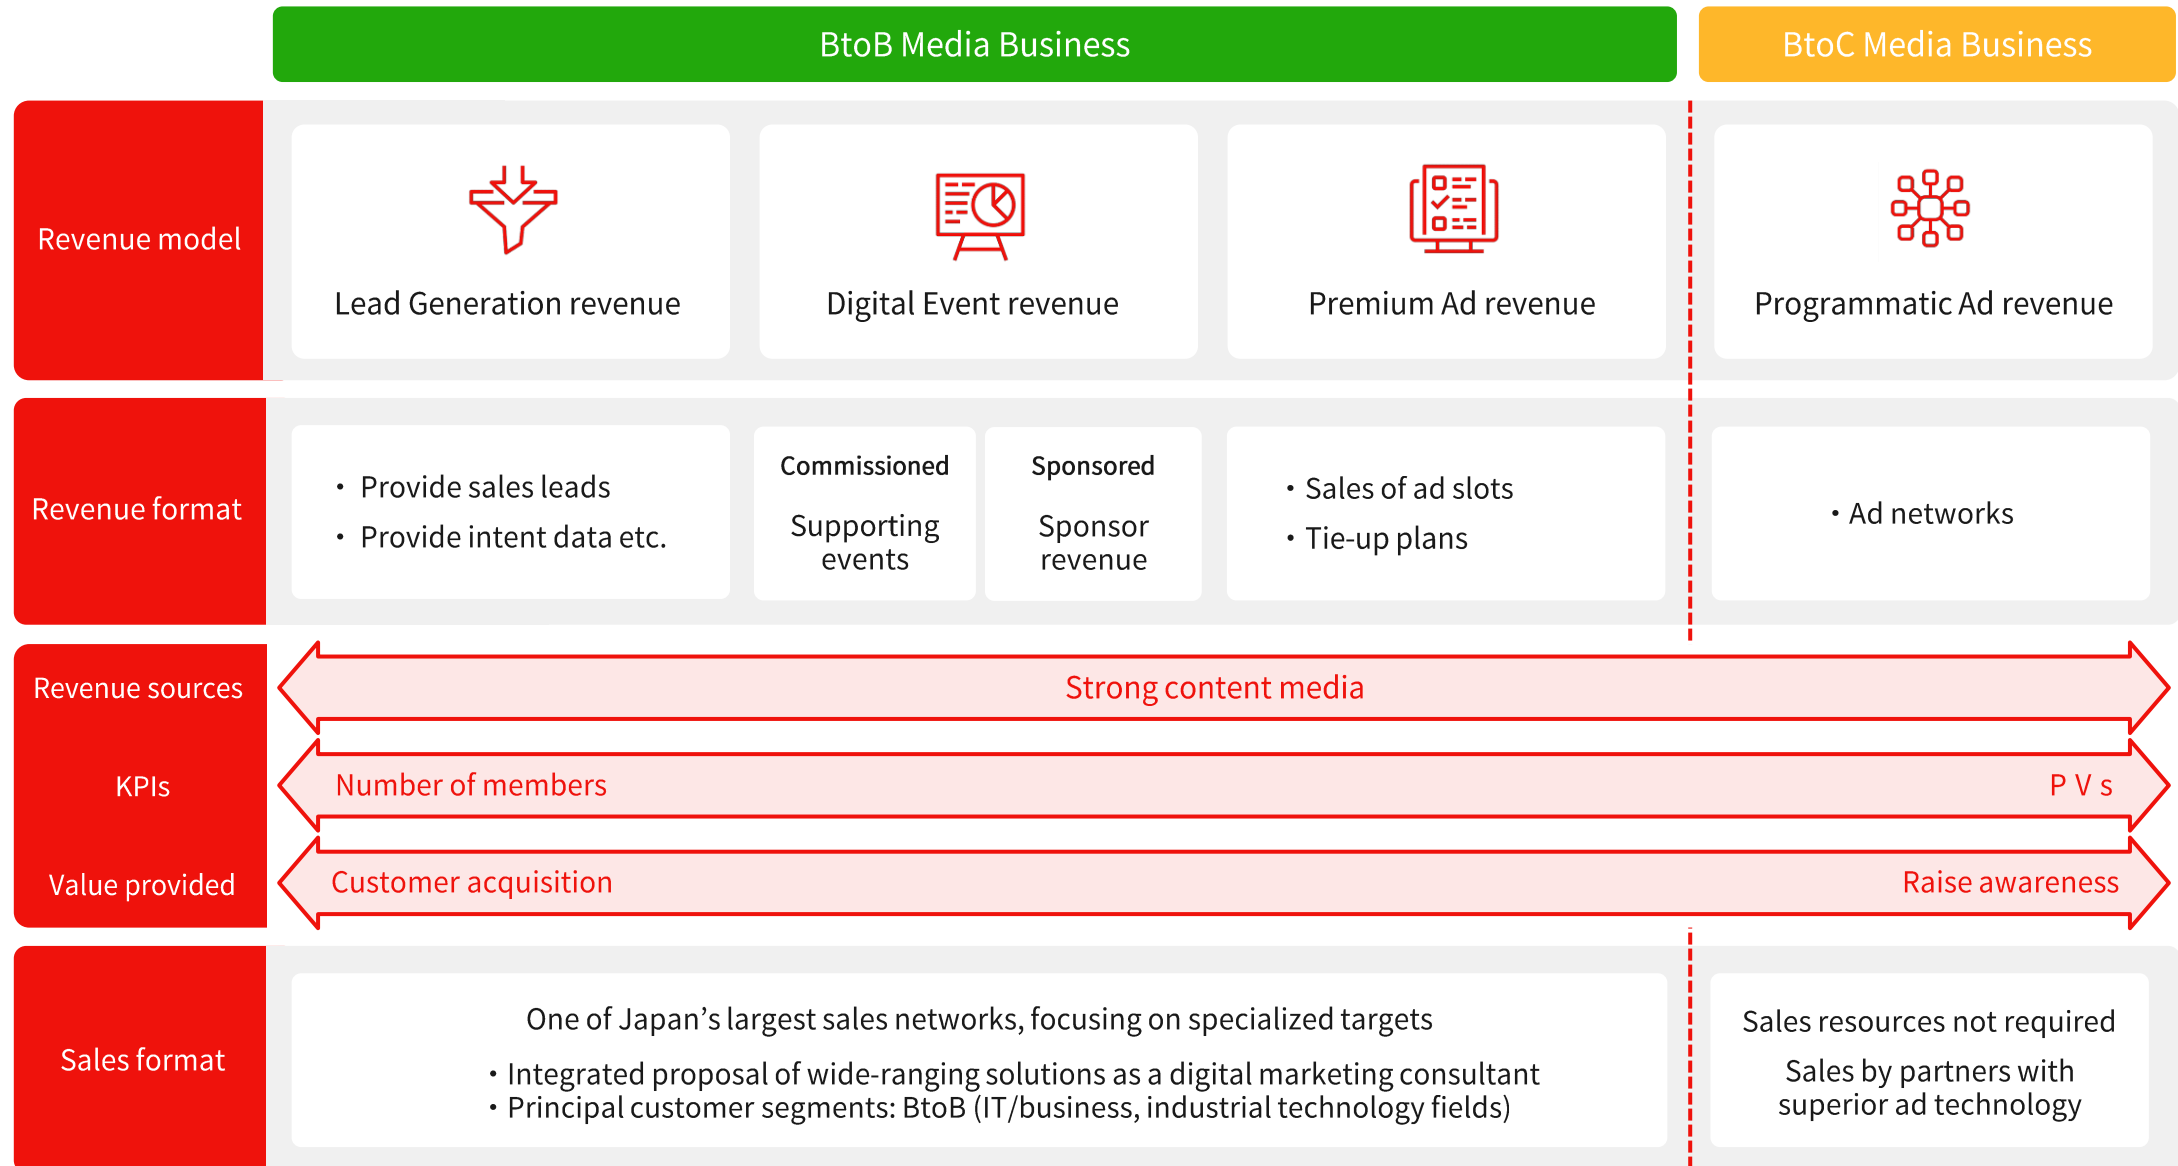 BtoB Media Business
BtoC Media Business
Revenue model
Lead Generation revenue
Digital Event revenue
Premium Ad revenue
Programmatic Ad revenue
Revenue format
・ Provide sales leads
・ Provide intent data etc.
Commissioned
Supporting
events
Sponsored
Sponsor
revenue
・Sales of ad slots
・Tie-up plans
・Ad networks
Revenue sources
Strong content media
KPIs
Number of members
PVs
Value provided
Customer acquisition
Raise awareness
Sales format
One of Japan’s largest sales networks, focusing on specialized targets
・Integrated proposal of wide-ranging solutions as a digital marketing consultant
・Principal customer segments: BtoB (IT/business, industrial technology fields)
Sales resources not required
Sales by partners with
superior ad technology